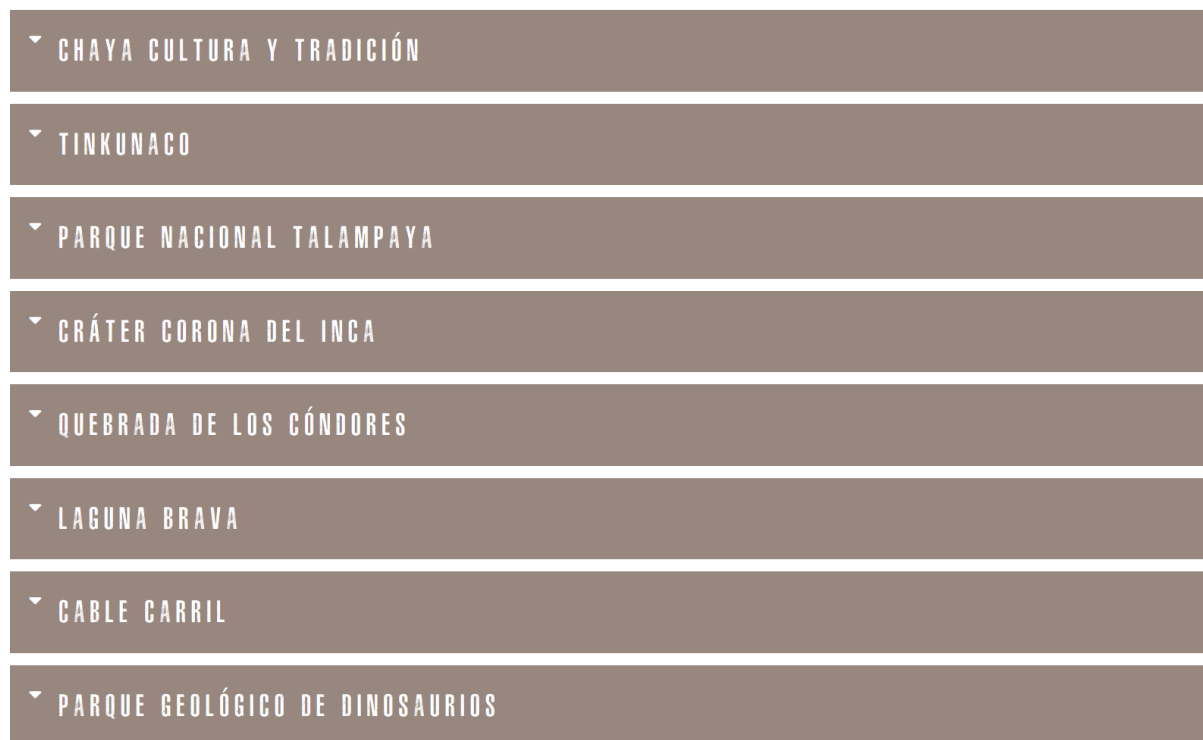 CHAYA CULTURA Y TRADICIÓN
TINKUNACO
PARQUE NACIONAL TALAMPAYA
CRÁTER CORONA DEL INCA
QUEBRADA DE LOS CÓNDORES
LAGUNA BRAVA
CABLE CARRIL
PARQUE GEOLÓGICO DE DINOSAURIOS